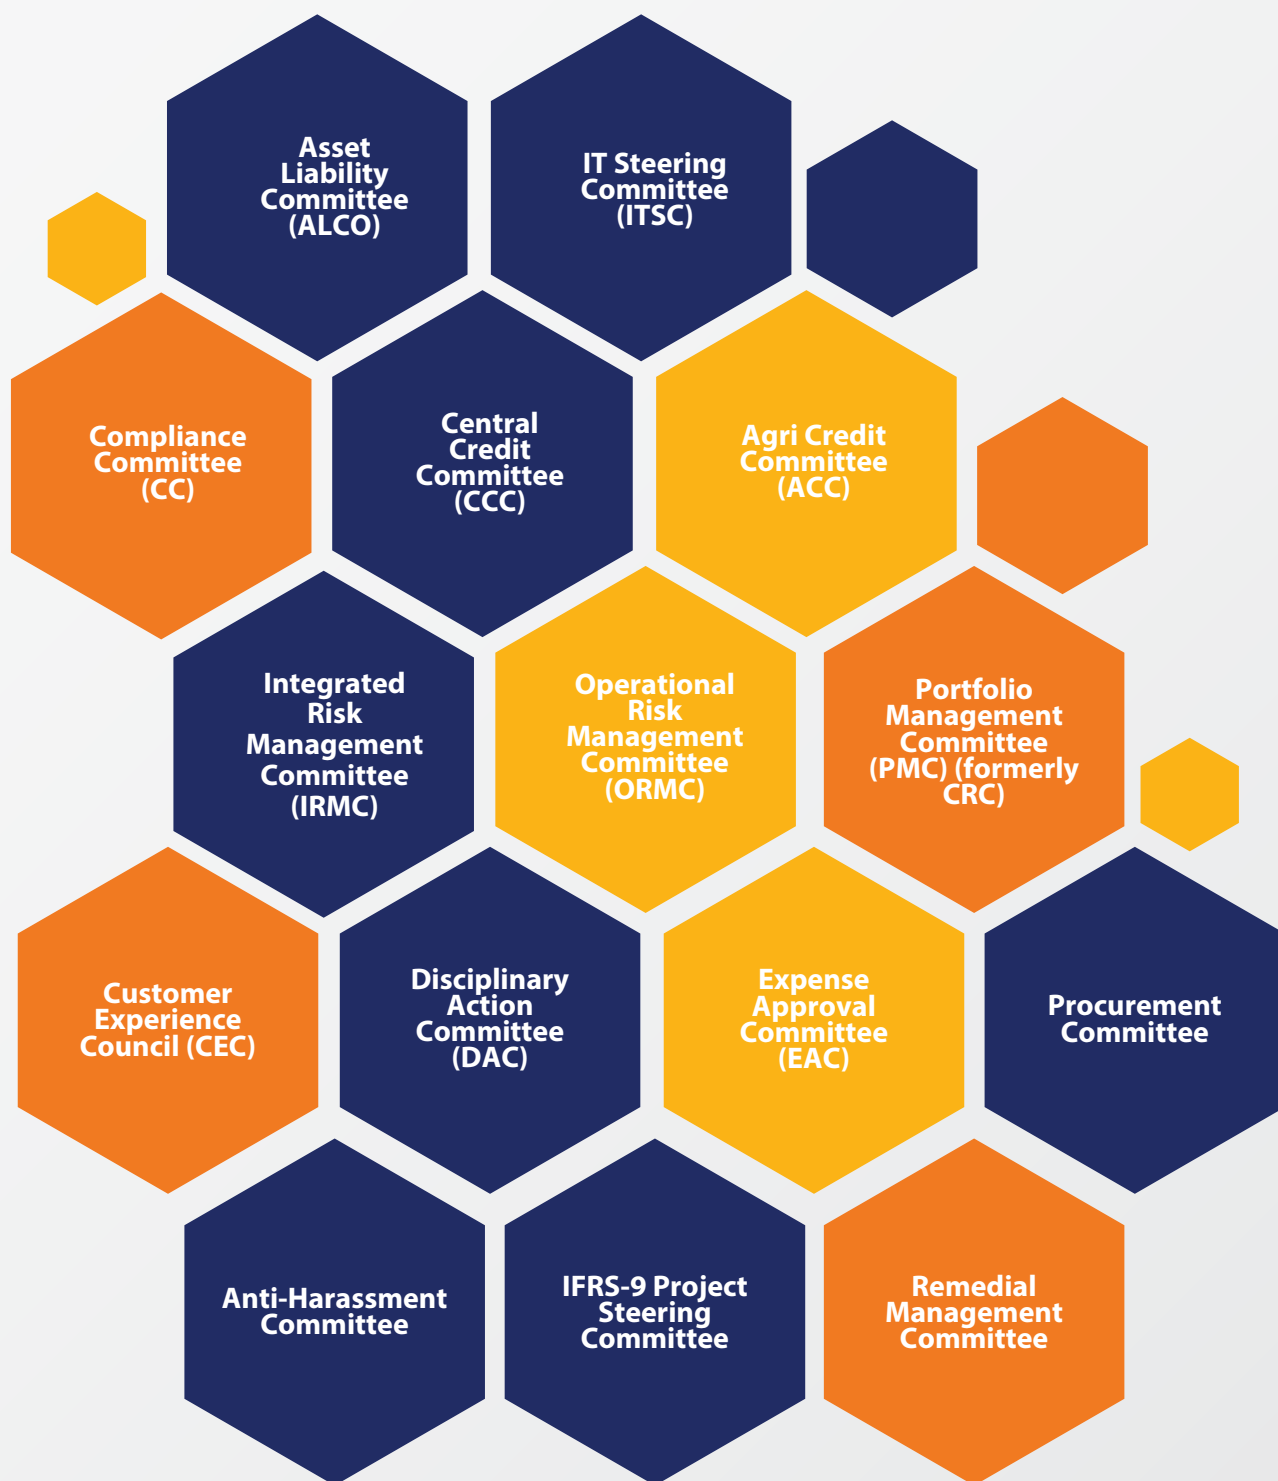 Asset
Liability
Committee
(ALCO)
IT Steering
Committee
(ITSC)
Compliance
Committee
(CC)
Central
Credit
Committee
(CCC)
Agri Credit
Committee
(ACC)
Integrated
Risk
Management
Committee
(IRMC)
Operational
Risk
Management
Committee
(ORMC)
Portfolio
Management
Committee
(PMC) (formerly
CRC)
Customer
Experience
Council (CEC)
Disciplinary
Action
Committee
(DAC)
Expense
Approval
Committee
(EAC)
Procurement
Committee
Anti-Harassment
Committee
IFRS-9 Project
Steering
Committee
Remedial
Management
Committee